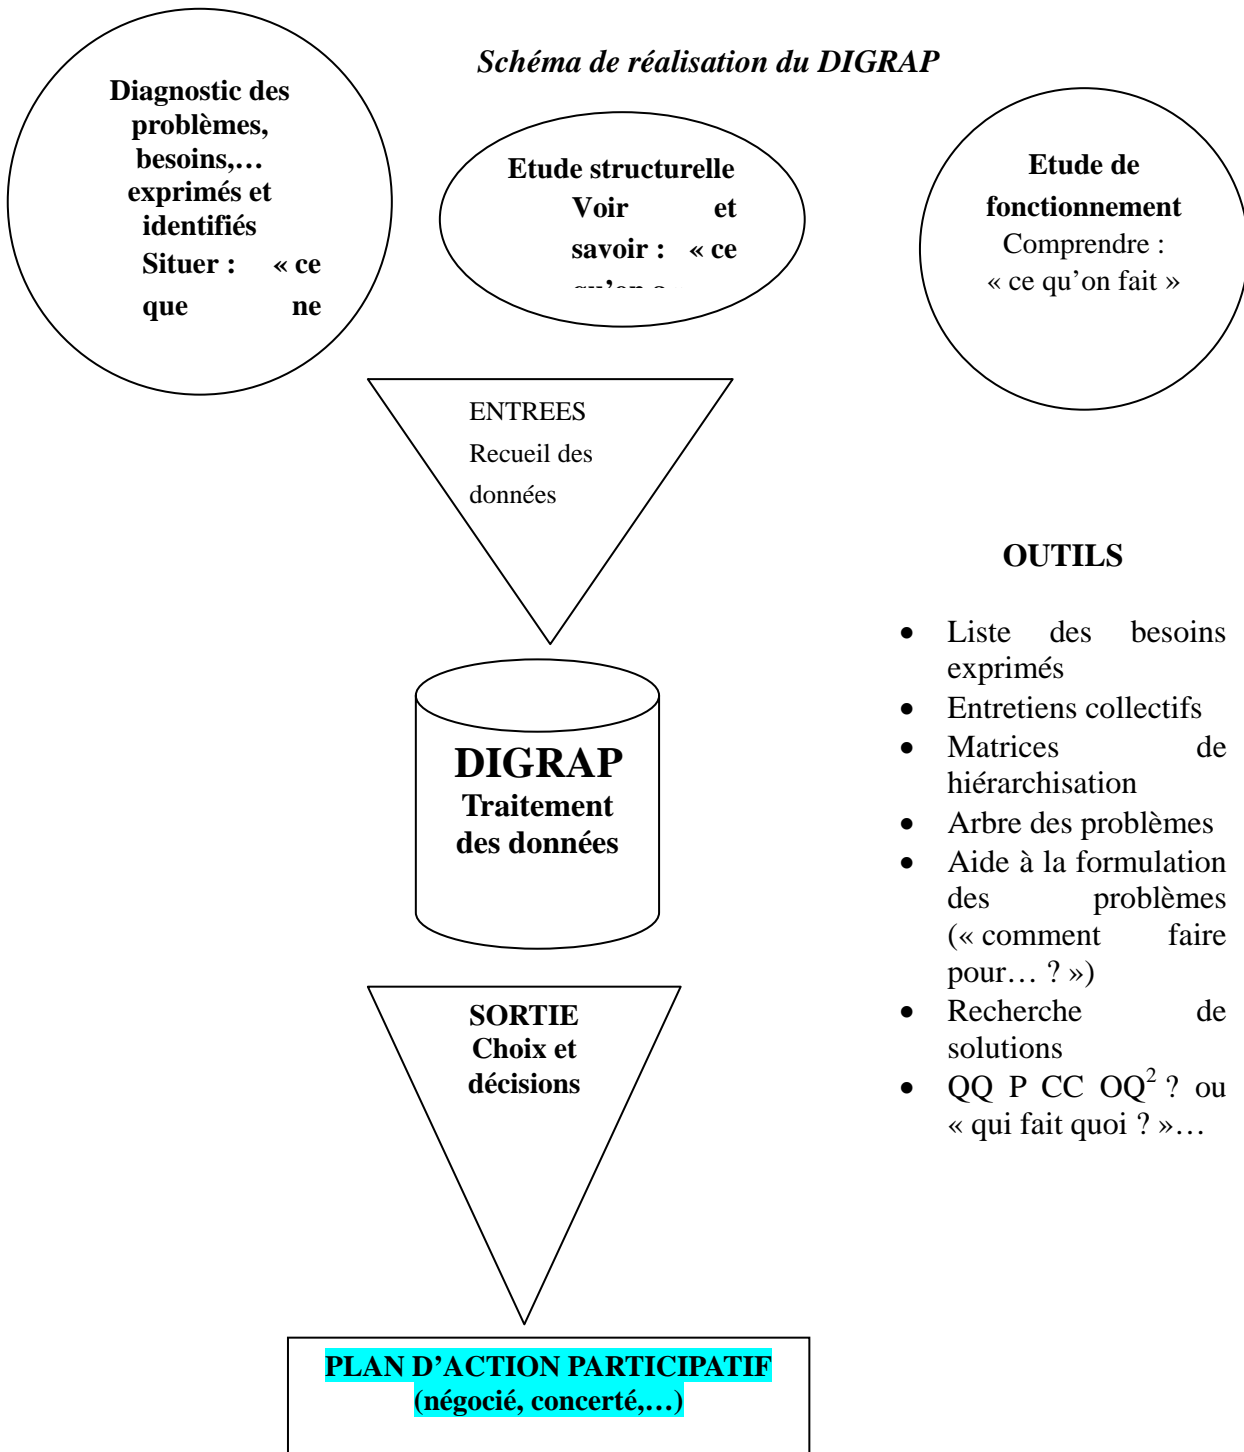 Schéma de réalisation du DIGRAP
Diagnostic des
problèmes,
besoins,…
exprimés et
identifiés
Situer : « ce
que ne
Etude structurelle
Voir et
savoir : « ce
Etude de
fonctionnement
Comprendre :
« ce qu’on fait »
ENTREES
Recueil des
données
DIGRAP
Traitement
des données
SORTIE
Choix et
décisions
PLAN D’ACTION PARTICIPATIF
(négocié, concerté,…)
OUTILS
• Liste des besoins
exprimés
• Entretiens collectifs
• Matrices de
hiérarchisation
• Arbre des problèmes
• Aide à la formulation
des problèmes
(« comment faire
pour… ? »)
• Recherche de
solutions
• QQ P CC OQ² ? ou
« qui fait quoi ? »…